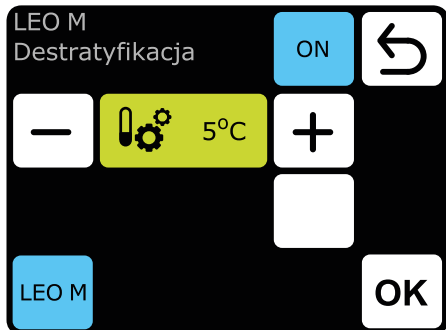 LEO M
Destratyfikacja
ON
− 5°C +
LEO M
OK